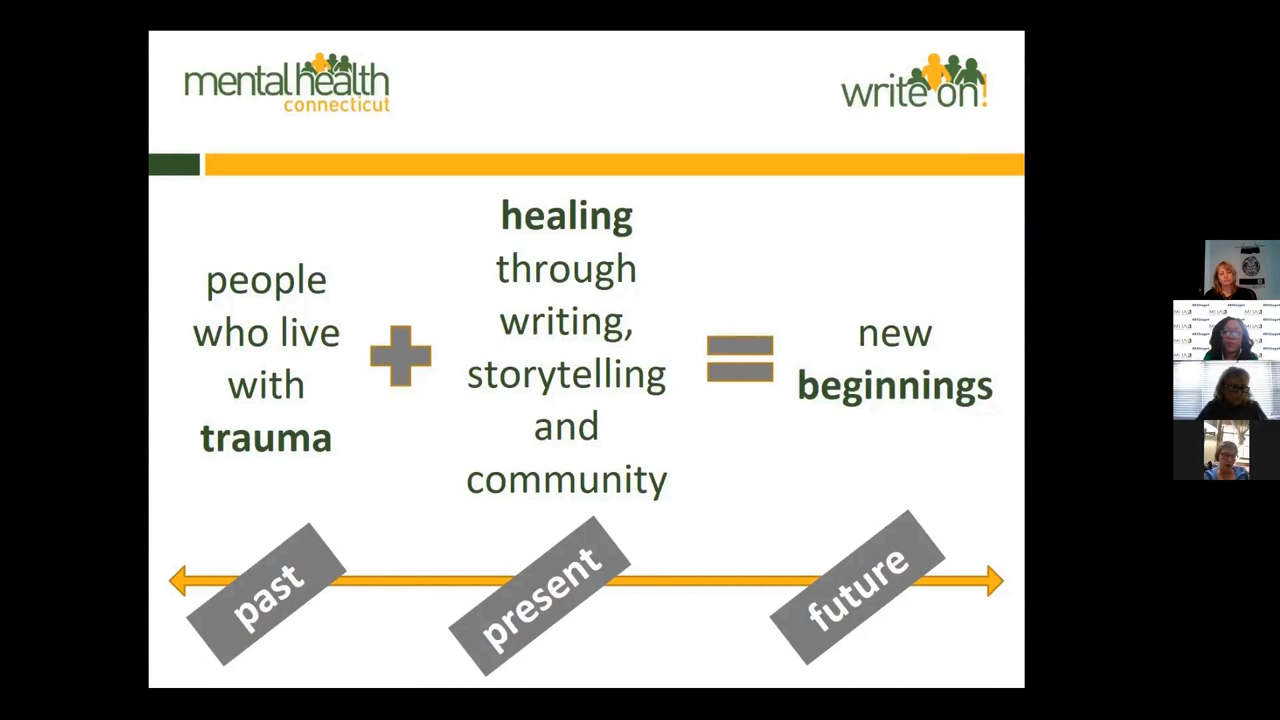 mental health
connecticut
write on!
people
who live
with
trauma
healing
through
writing,
storytelling
and
community
new
beginnings
past
present
future